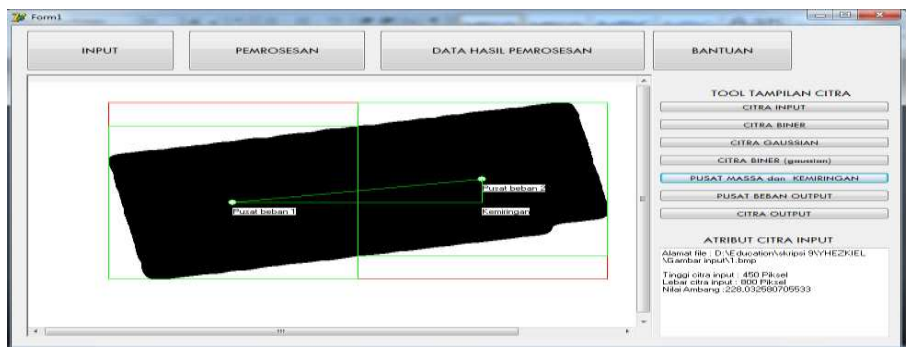 Form1
INPUT
PEMROSESAN
DATA HASIL PEMROSESAN
BANTUAN
Pusat beban 2
Pusat beban 1
Kemiringan
TOOL TAMPILAN CITRA
CITRA INPUT
CITRA BINER
CITRA GAUSSIAN
CITRA BINER (gaussian)
PUSAT MASSA dan KEMIRINGAN
PUSAT BEBAN OUTPUT
CITRA OUTPUT
ATRIBUT CITRA INPUT
Alamat file : D:\Education\skripsi 9\YHEZKIEL
\Gambar input\1.bmp
Tinggi citra input : 450 Piksel
Lebar citra input : 800 Piksel
Nilai Ambang :228.032580705533